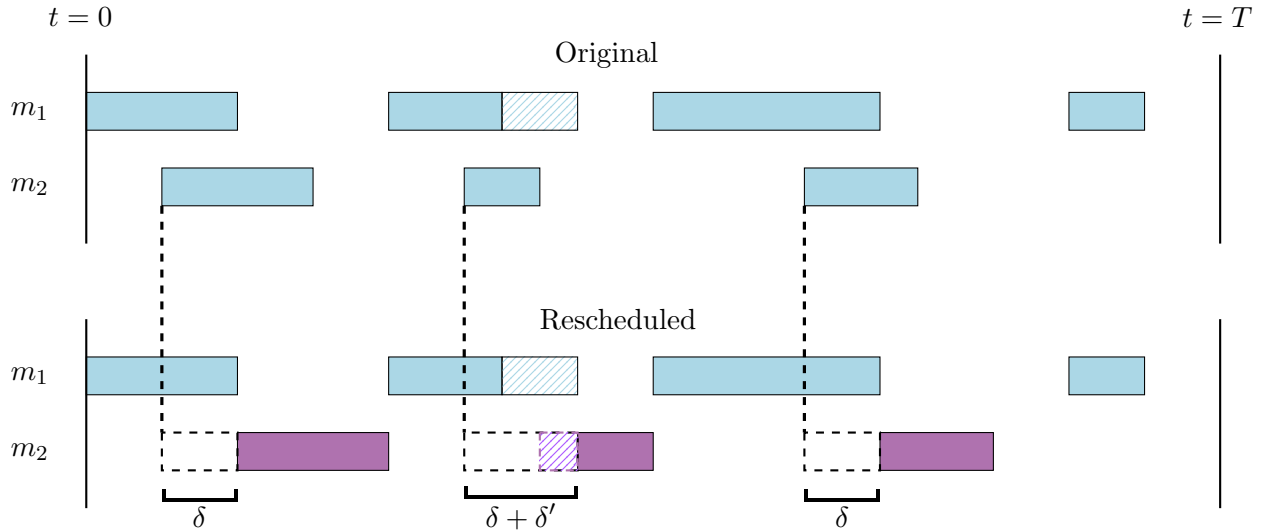 t = 0
t = T
Original
m₁
m₂
Rescheduled
m₁
m₂
δ
δ + δ′
δ